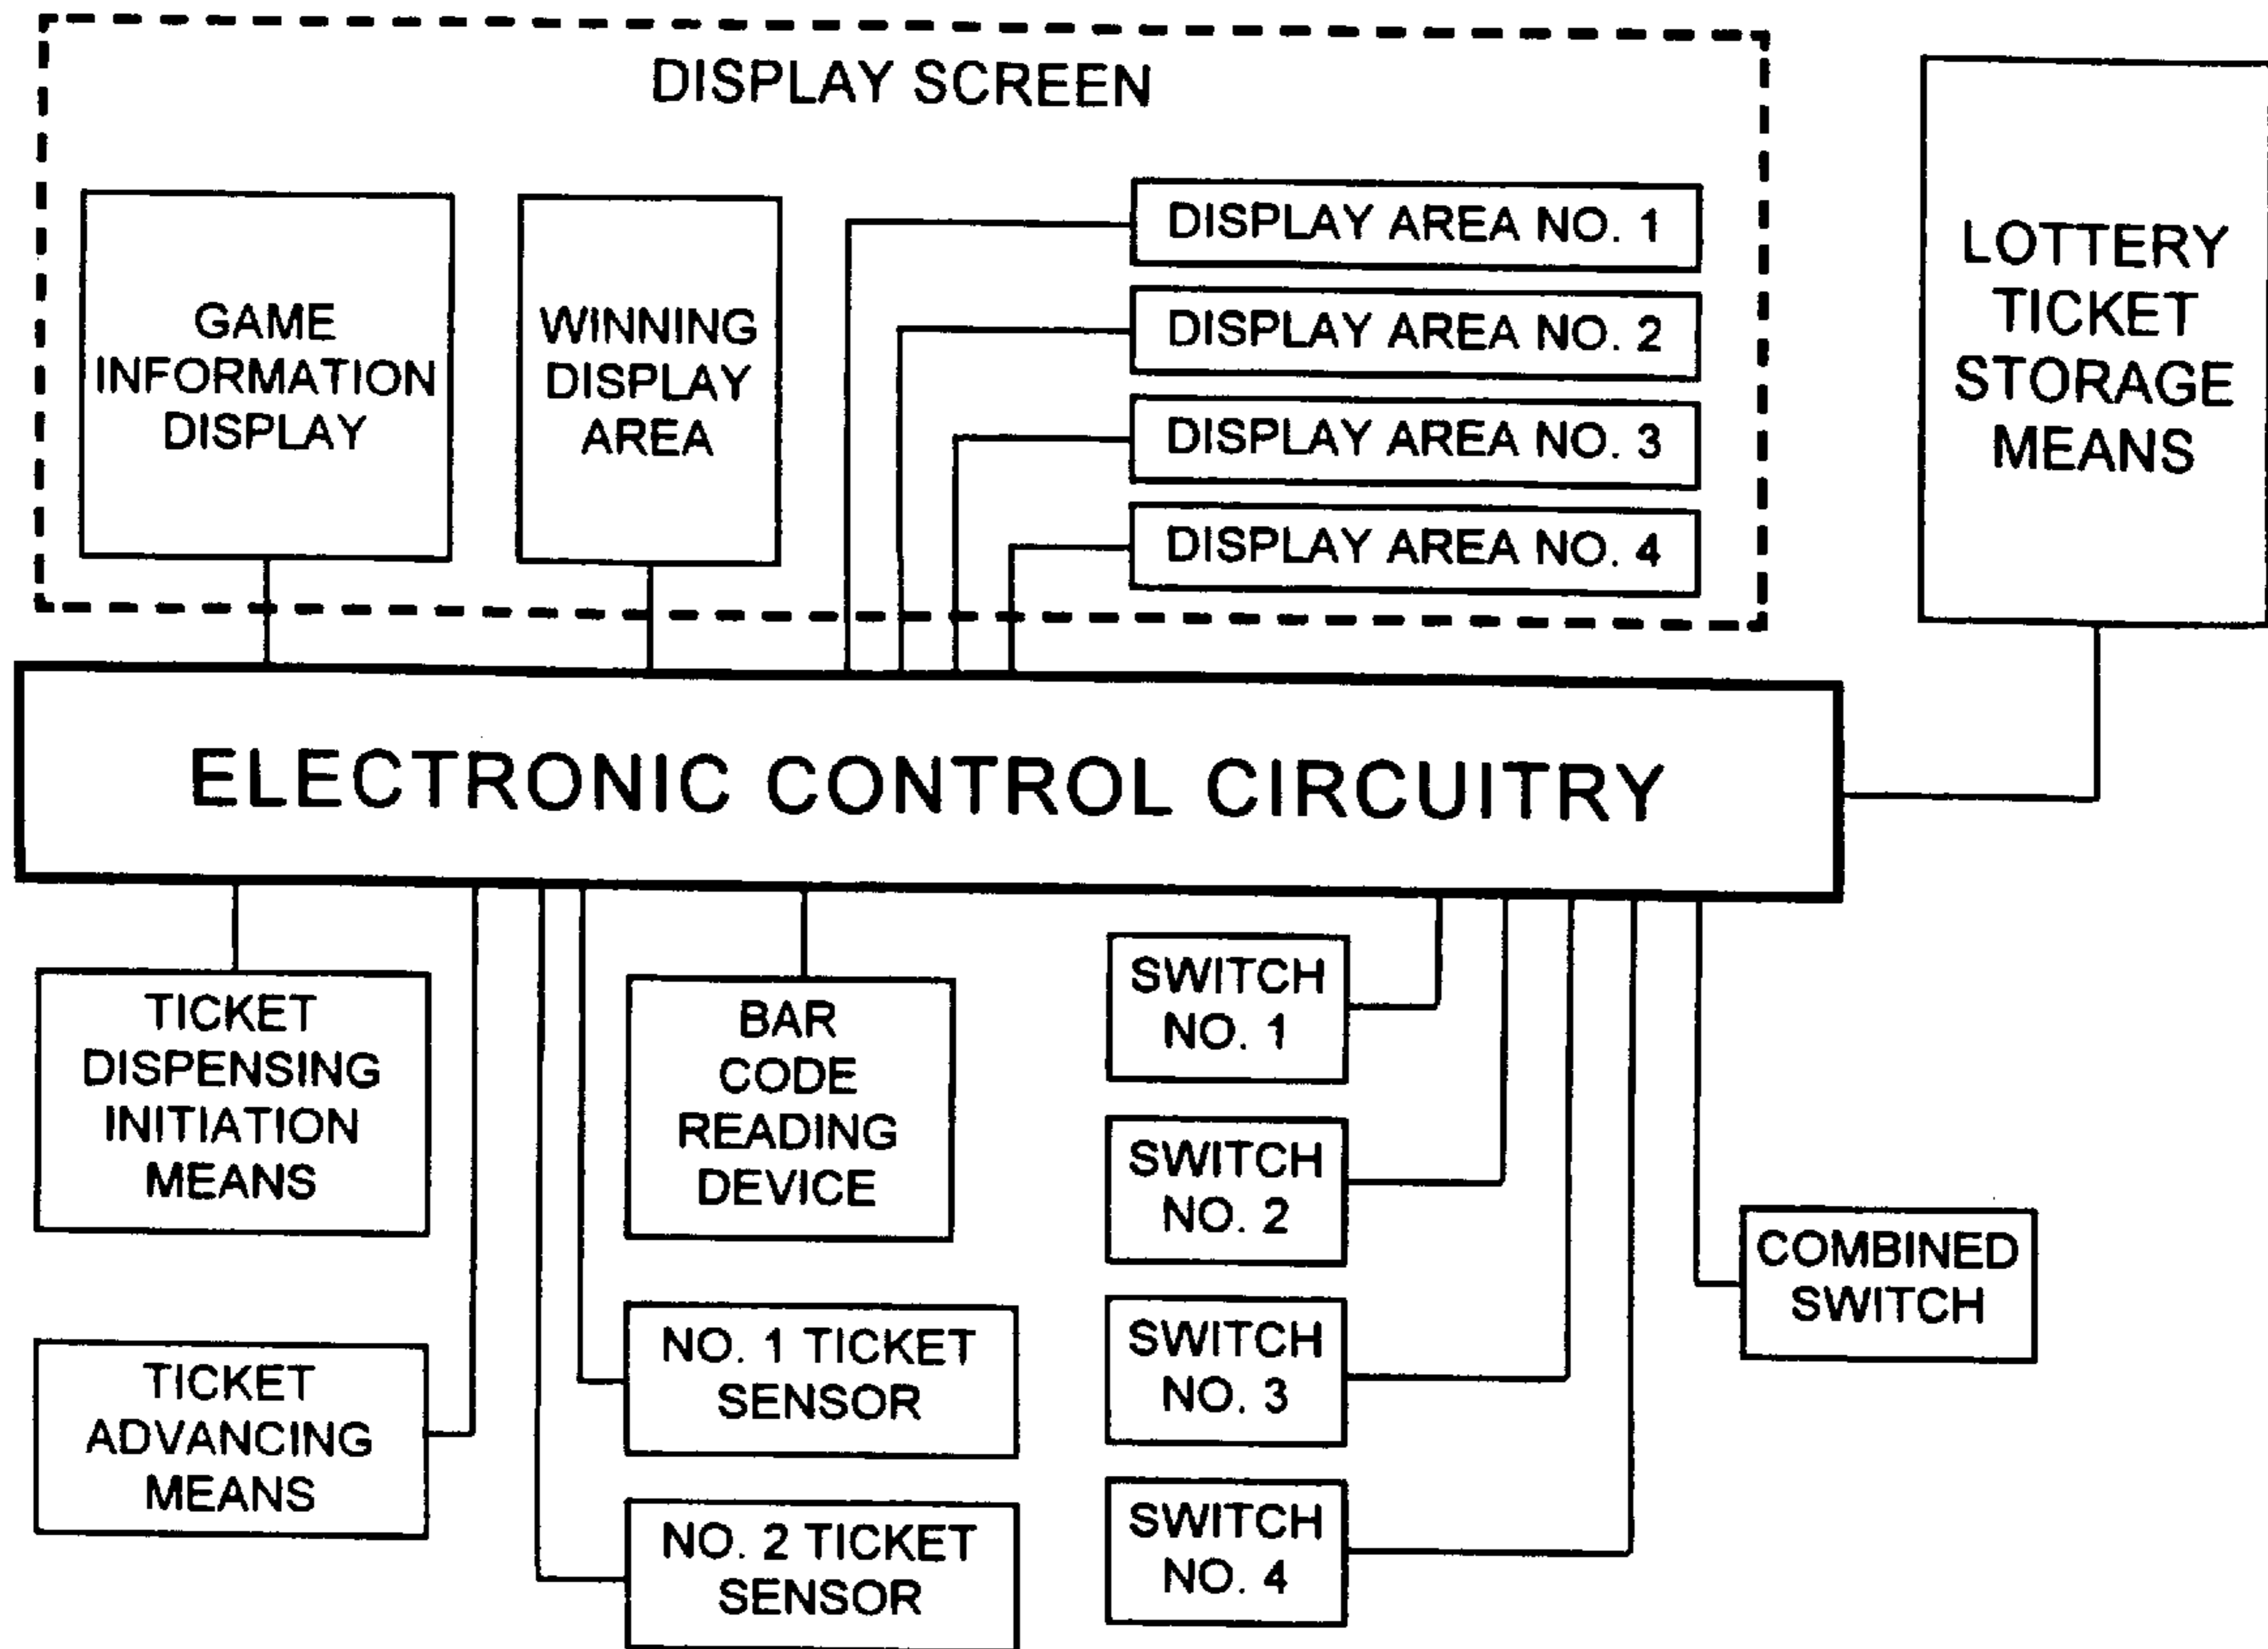 DISPLAY SCREEN
GAME
INFORMATION
DISPLAY
WINNING
DISPLAY
AREA
DISPLAY AREA NO. 1
DISPLAY AREA NO. 2
DISPLAY AREA NO. 3
DISPLAY AREA NO. 4
LOTTERY
TICKET
STORAGE
MEANS
ELECTRONIC CONTROL CIRCUITRY
TICKET
DISPENSING
INITIATION
MEANS
TICKET
ADVANCING
MEANS
BAR
CODE
READING
DEVICE
NO. 1 TICKET
SENSOR
NO. 2 TICKET
SENSOR
SWITCH
NO. 1
SWITCH
NO. 2
SWITCH
NO. 3
SWITCH
NO. 4
COMBINED
SWITCH